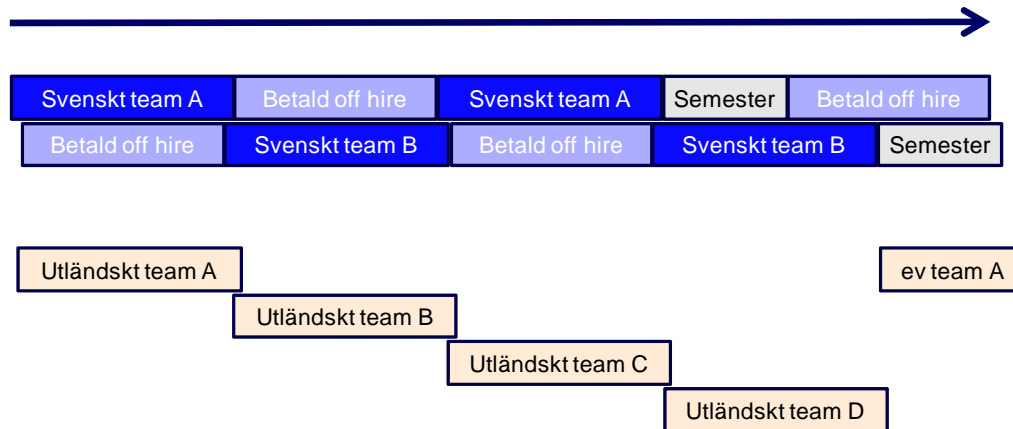 Svenskt team A Betald off hire Svenskt team A Semester Betald off hire
Betald off hire Svenskt team B Betald off hire Svenskt team B Semester
Utländskt team A ev team A
Utländskt team B
Utländskt team C
Utländskt team D